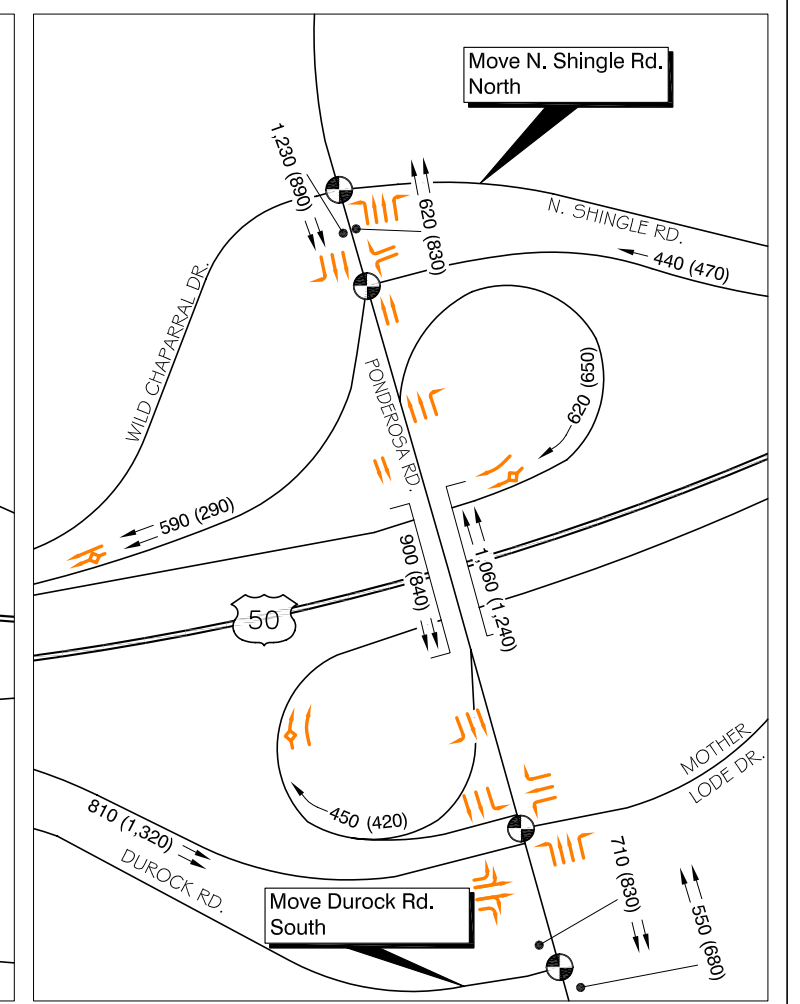 Move N. Shingle Rd.
North
1,230 (890)
620 (830)
N. SHINGLE RD.
440 (470)
WILD CHAPARRAL DR.
PONDEROSA RD.
620 (650)
590 (290)
900 (840)
1,060 (1,240)
50
MOTHER
LODE DR.
450 (420)
810 (1,320)
DUROCK RD.
710 (830)
550 (680)
Move Durock Rd.
South